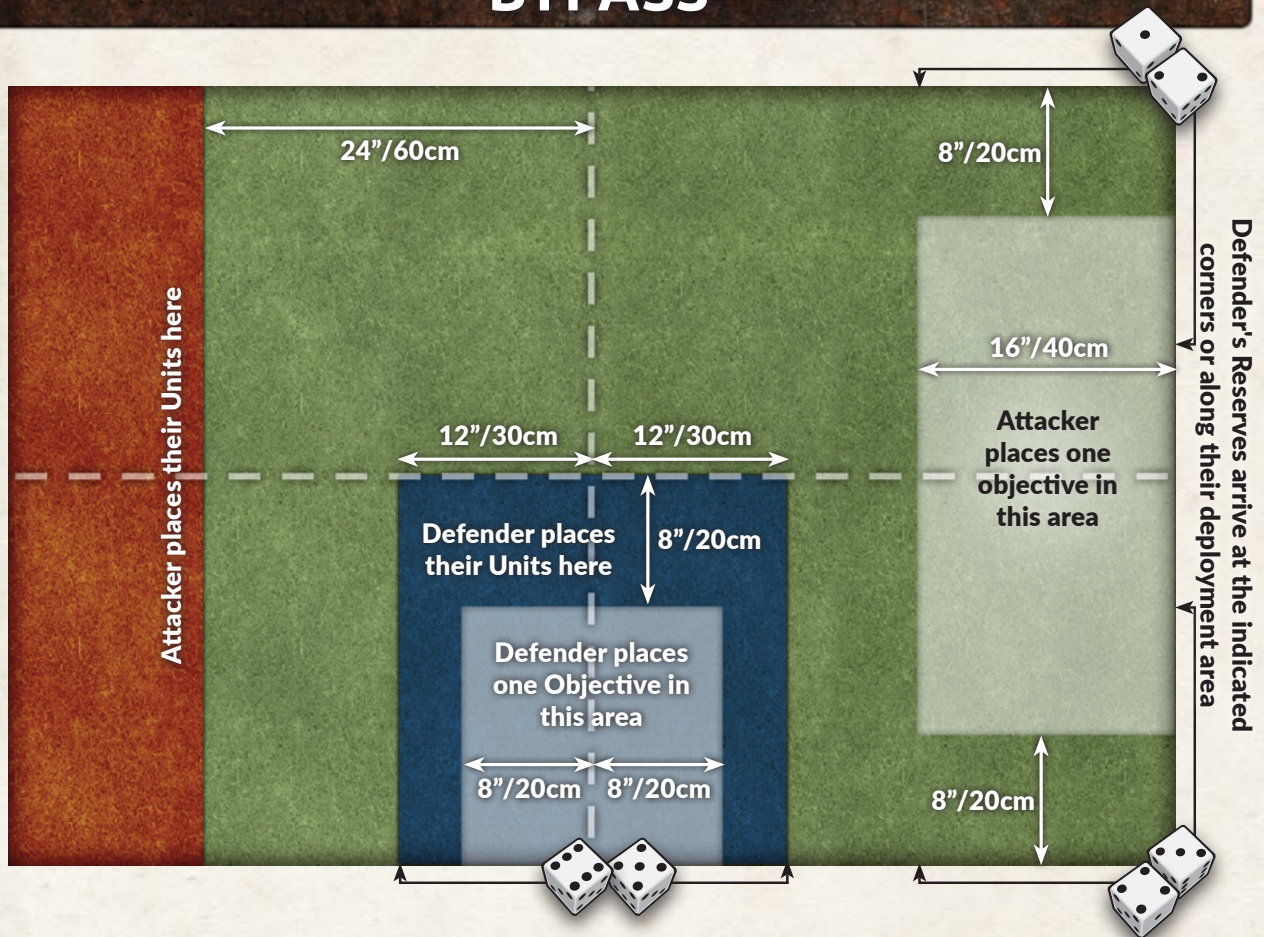 BYPASS
24”/60cm
8”/20cm
Attacker places their Units here
16”/40cm
Attacker
places one
objective in
this area
12”/30cm
12”/30cm
Defender places
their Units here
8”/20cm
Defender places
one Objective in
this area
8”/20cm
8”/20cm
8”/20cm
Defender's Reserves arrive at the indicated
corners or along their deployment area